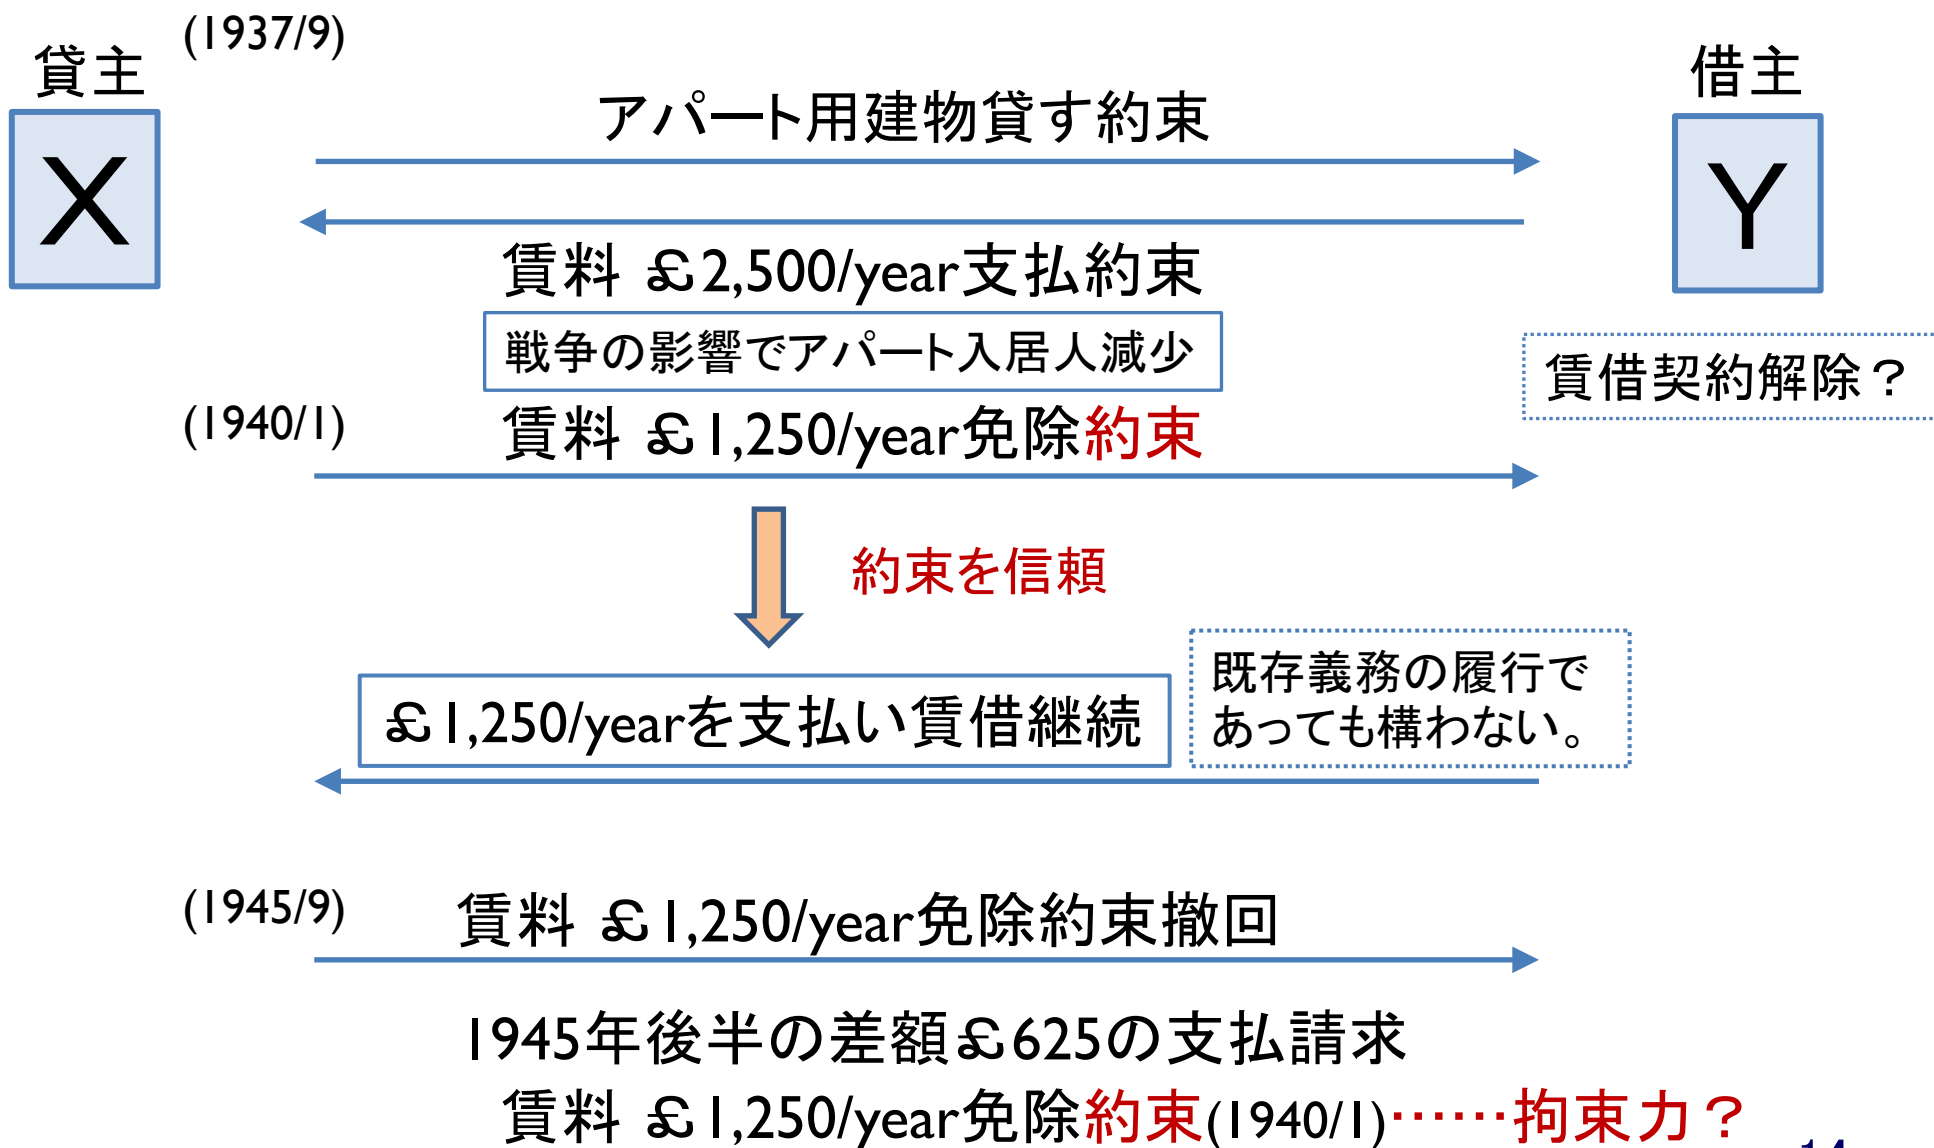 (1937/9)
貸主
借主
X
アパート用建物貸す約束
Y
賃料 £2,500/year支払約束
戦争の影響でアパート入居人減少
賃借契約解除？
(1940/1)
賃料 £1,250/year免除約束
約束を信頼
£1,250/yearを支払い賃借継続
既存義務の履行で
あっても構わない。
(1945/9)
賃料 £1,250/year免除約束撤回
1945年後半の差額£625の支払請求
賃料 £1,250/year免除約束(1940/1)……拘束力？
14